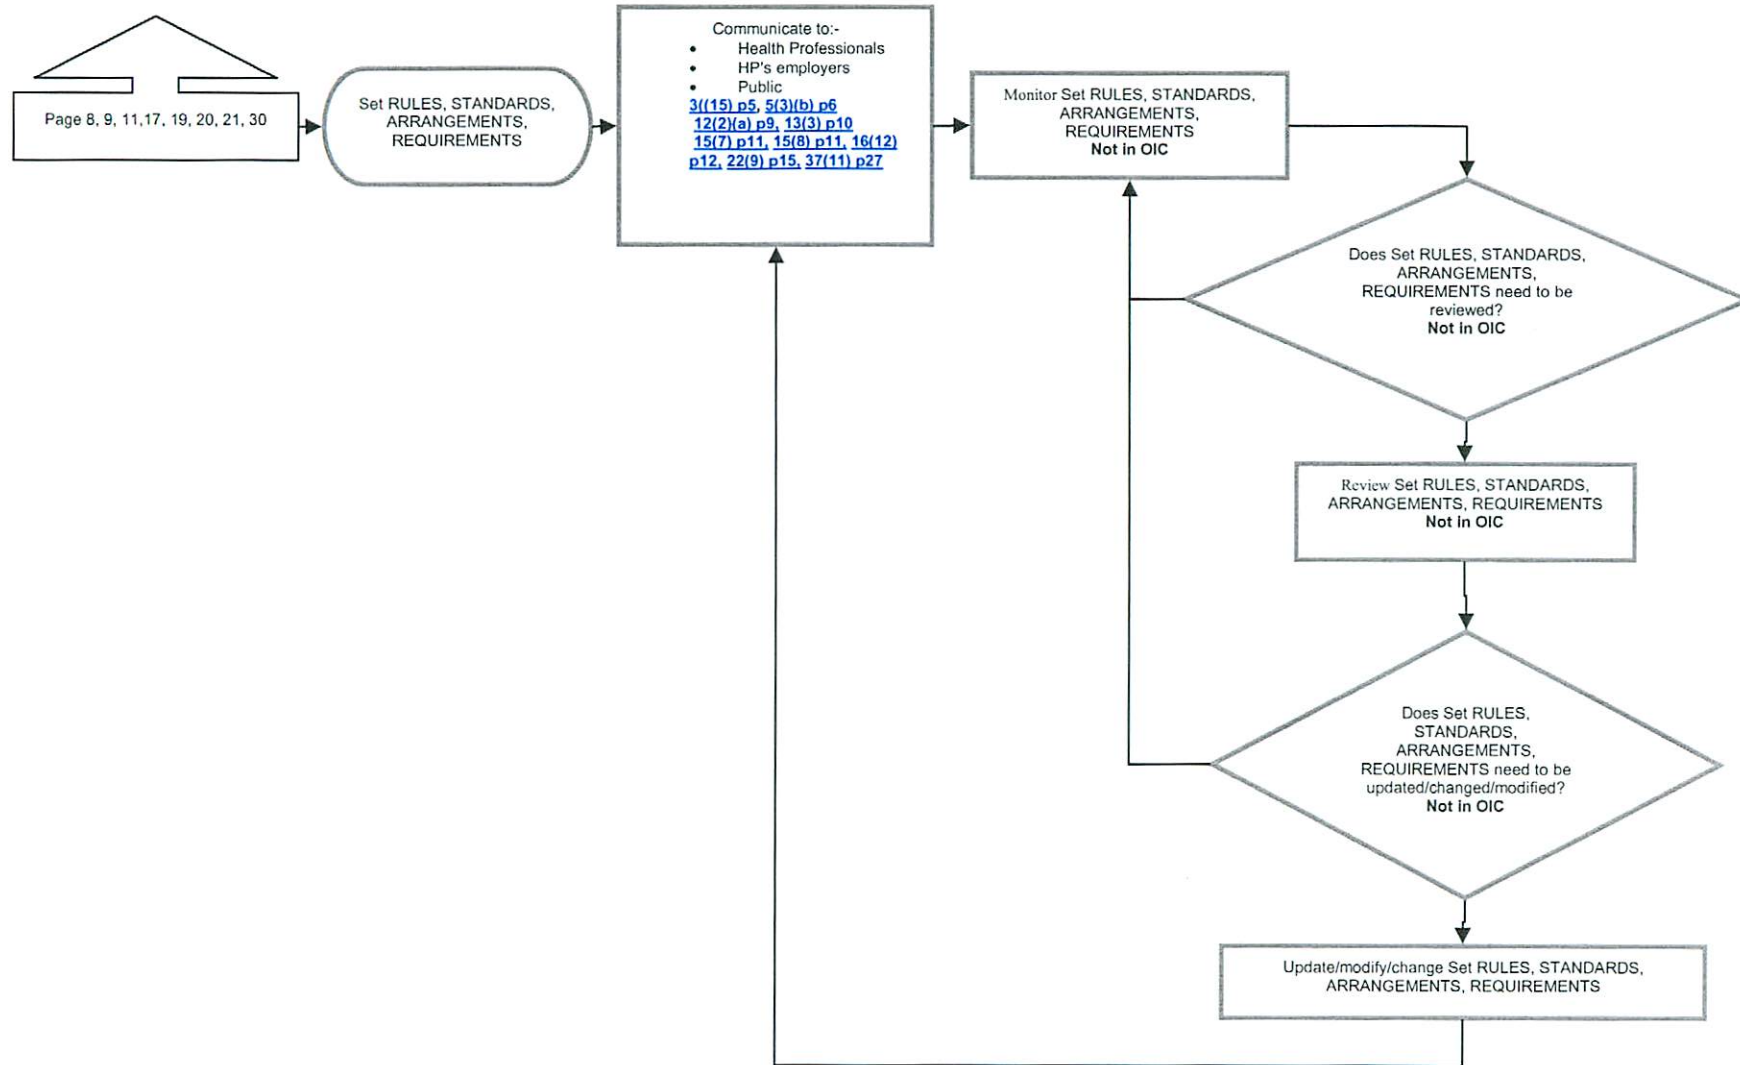 Page 8, 9, 11,17, 19, 20, 21, 30
Set RULES, STANDARDS,
ARRANGEMENTS,
REQUIREMENTS
Communicate to:-
• Health Professionals
• HP's employers
• Public
3((15) p5, 5(3)(b) p6
12(2)(a) p9, 13(3) p10
15(7) p11, 15(8) p11, 16(12)
p12, 22(9) p15, 37(11) p27
Monitor Set RULES, STANDARDS,
ARRANGEMENTS,
REQUIREMENTS
Not in OIC
Does Set RULES, STANDARDS,
ARRANGEMENTS,
REQUIREMENTS need to be
reviewed?
Not in OIC
Review Set RULES, STANDARDS,
ARRANGEMENTS, REQUIREMENTS
Not in OIC
Does Set RULES,
STANDARDS,
ARRANGEMENTS,
REQUIREMENTS need to be
updated/changed/modified?
Not in OIC
Update/modify/change Set RULES, STANDARDS,
ARRANGEMENTS, REQUIREMENTS